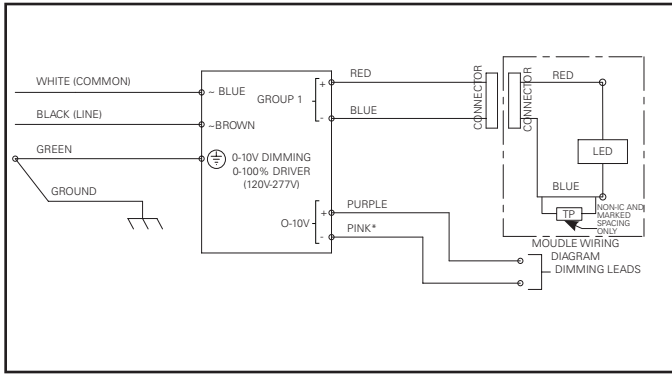 WHITE (COMMON)
BLACK (LINE)
GREEN
GROUND
~ BLUE
~BROWN
GROUP 1
+
-
0-10V DIMMING
0-100% DRIVER
(120V-277V)
O-10V
+
-
RED
BLUE
PURPLE
PINK*
CONNECTOR
CONNECTOR
RED
LED
BLUE
TP
NON-IC AND
MARKED
SPACING
ONLY
MOUDLE WIRING
DIAGRAM
DIMMING LEADS